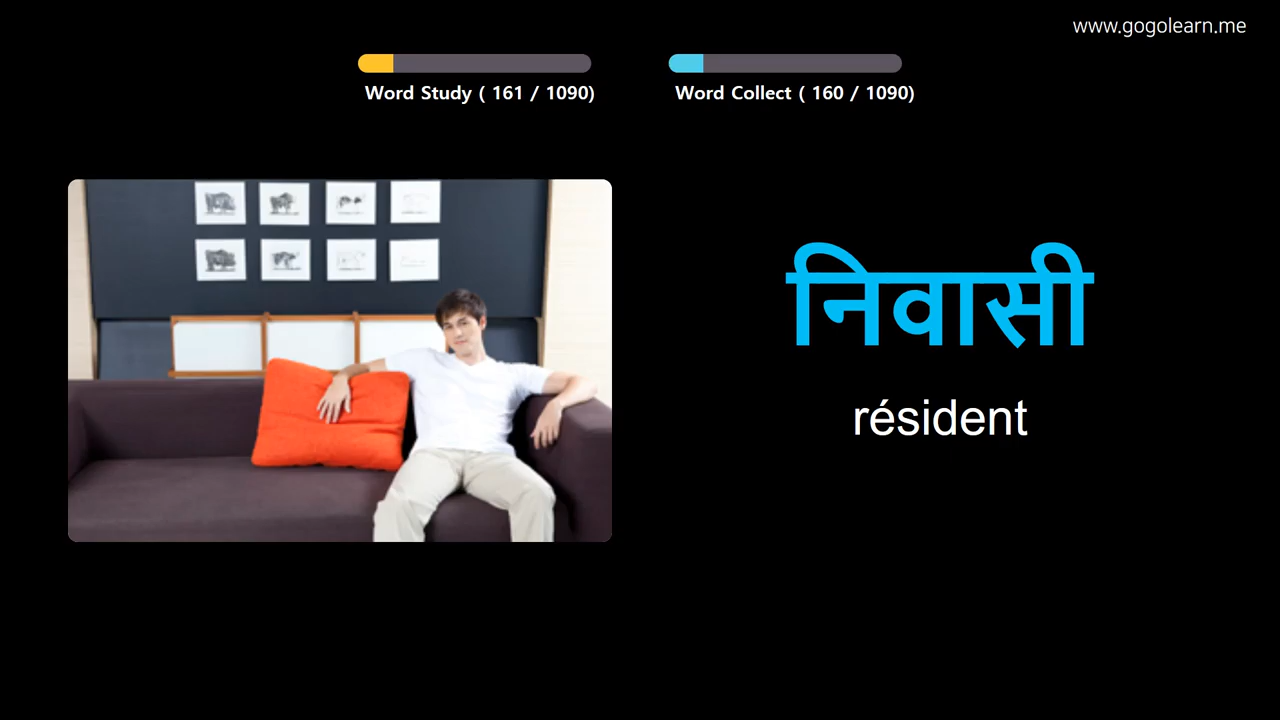 www.gogolearn.me
Word Study ( 161 / 1090)
Word Collect ( 160 / 1090)
निवासी
résident